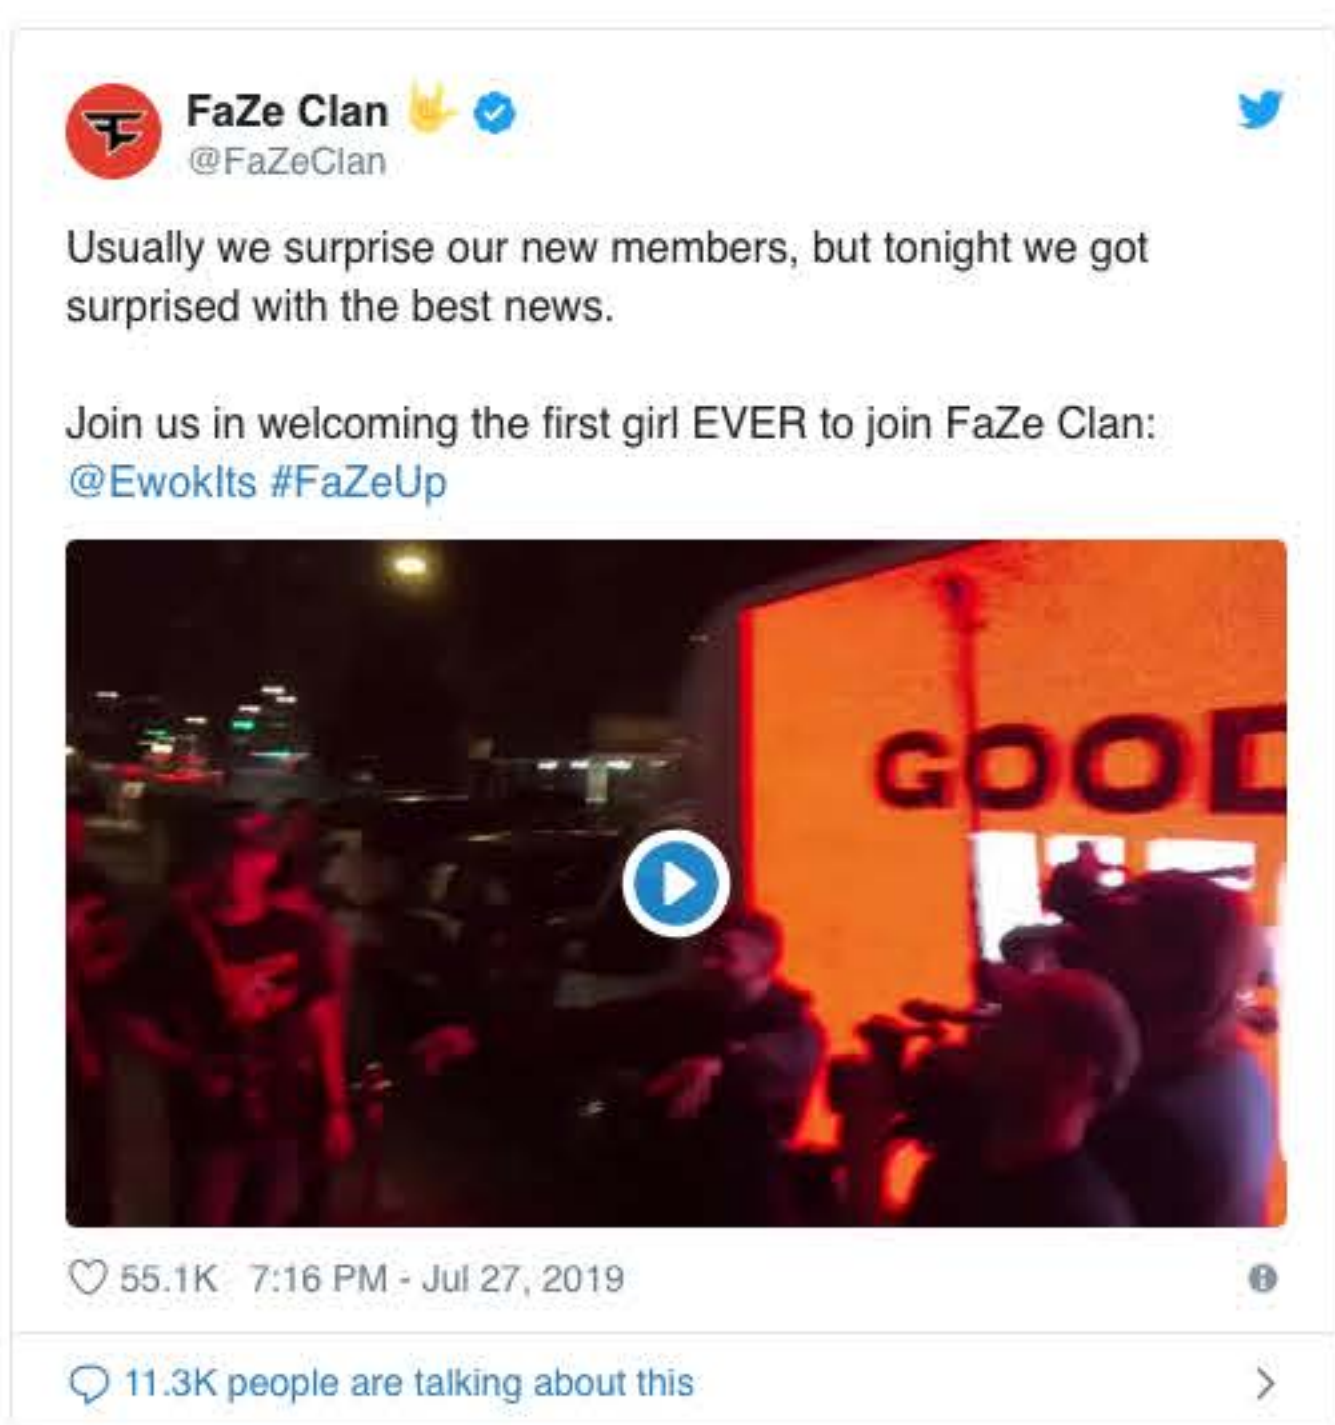 FaZe Clan
@FaZeClan
Usually we surprise our new members, but tonight we got
surprised with the best news.
Join us in welcoming the first girl EVER to join FaZe Clan:
@EwokIts #FaZeUp
GOOD
55.1K 7:16 PM - Jul 27, 2019
11.3K people are talking about this